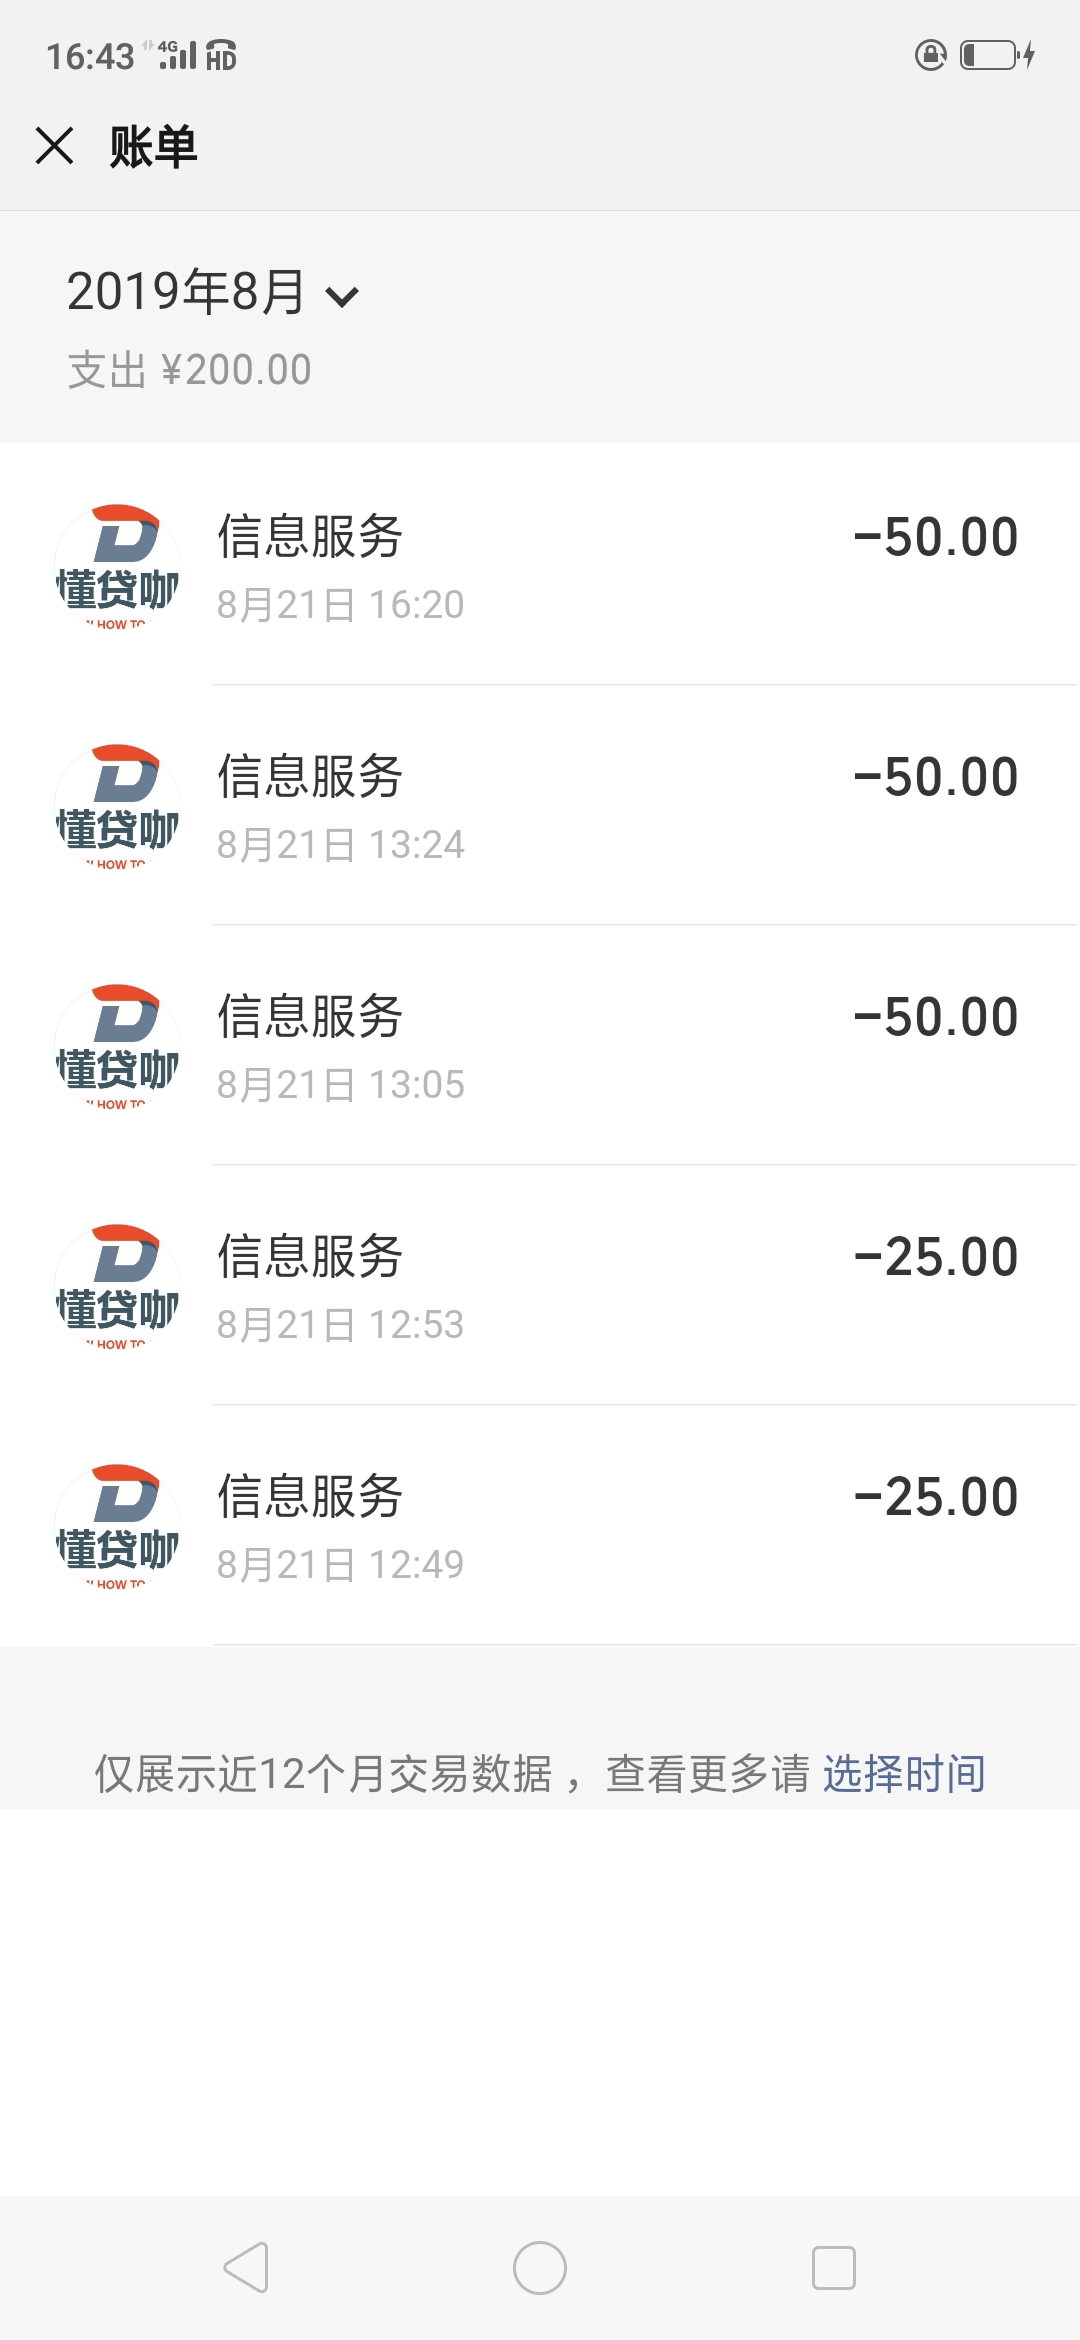 16:43 4G HD
账单
2019年8月
支出 ¥200.00
懂贷咖
HOW TO
信息服务
-50.00
8月21日 16:20
懂贷咖
HOW TO
信息服务
-50.00
8月21日 13:24
懂贷咖
HOW TO
信息服务
-50.00
8月21日 13:05
懂贷咖
HOW TO
信息服务
-25.00
8月21日 12:53
懂贷咖
HOW TO
信息服务
-25.00
8月21日 12:49
仅展示近12个月交易数据，查看更多请 选择时间